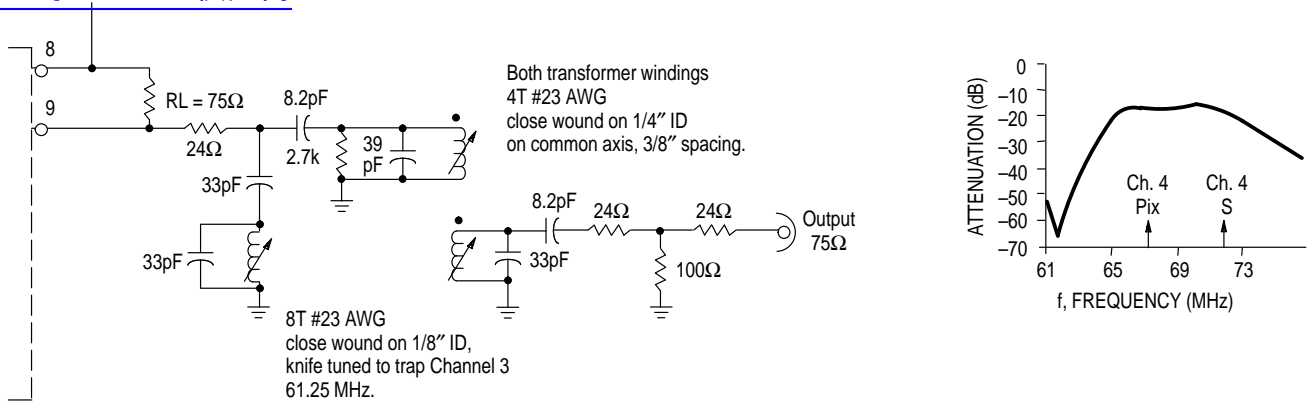 8
9
RL = 75Ω
24Ω
8.2pF
2.7k
39
pF
33pF
33pF
Both transformer windings
4T #23 AWG
close wound on 1/4″ ID
on common axis, 3/8″ spacing.
8.2pF
24Ω
24Ω
Output
75Ω
33pF
100Ω
8T #23 AWG
close wound on 1/8″ ID,
knife tuned to trap Channel 3
61.25 MHz.
ATTENUATION (dB)
0
–10
–20
–30
–40
–50
–60
–70
Ch. 4
Pix
Ch. 4
S
61
65
69
73
f, FREQUENCY (MHz)